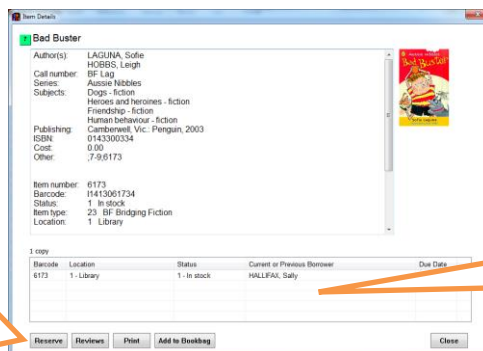 Item Details
Bad Buster
Author(s): LAGUNA, Sofie
HOBBS, Leigh
Call number: BF Lag
Series: Aussie Nibbles
Subjects: Dogs - fiction
Heroes and heroines - fiction
Friendship - fiction
Human behaviour - fiction
Publishing: Camberwell, Vic.: Penguin, 2003
ISBN: 0143300334
Cost: 0.00
Other: ;7-9;6173
Item number: 6173
Barcode: I1413061734
Status: 1 In stock
Item type: 23 BF Bridging Fiction
Location: 1 Library
Bad Buster
1 copy
Barcode Location Status Current or Previous Borrower Due Date
6173 1 - Library 1 - In stock HALLIFAX, Sally
Reserve Reviews Print Add to Bookbag Close